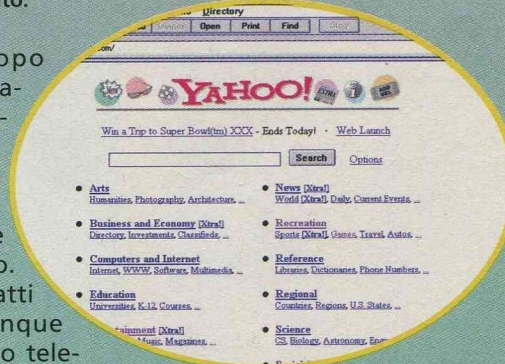 ito.
opo
a-
-
e
o.
atti
nque
o tele-
Directory
Open Print Find
.com/
YAHOO!
Win a Trip to Super Bowl(tm) XXX - Ends Today! · Web Launch
Search Options
Arts
Humanities, Photography, Architecture, ...
Business and Economy [Xtra!]
Directory, Investments, Classifieds, ...
Computers and Internet
Internet, WWW, Software, Multimedia, ...
Education
Universities, K-12, Courses, ...
tainment [Xtra!]
Music, Magazines, ...
News [Xtra!]
World [Xtra!], Daily, Current Events, ...
Recreation
Sports [Xtra!], Games, Travel, Autos, ...
Reference
Libraries, Dictionaries, Phone Numbers, ...
Regional
Countries, Regions, U.S. States, ...
Science
CS, Biology, Astronomy,